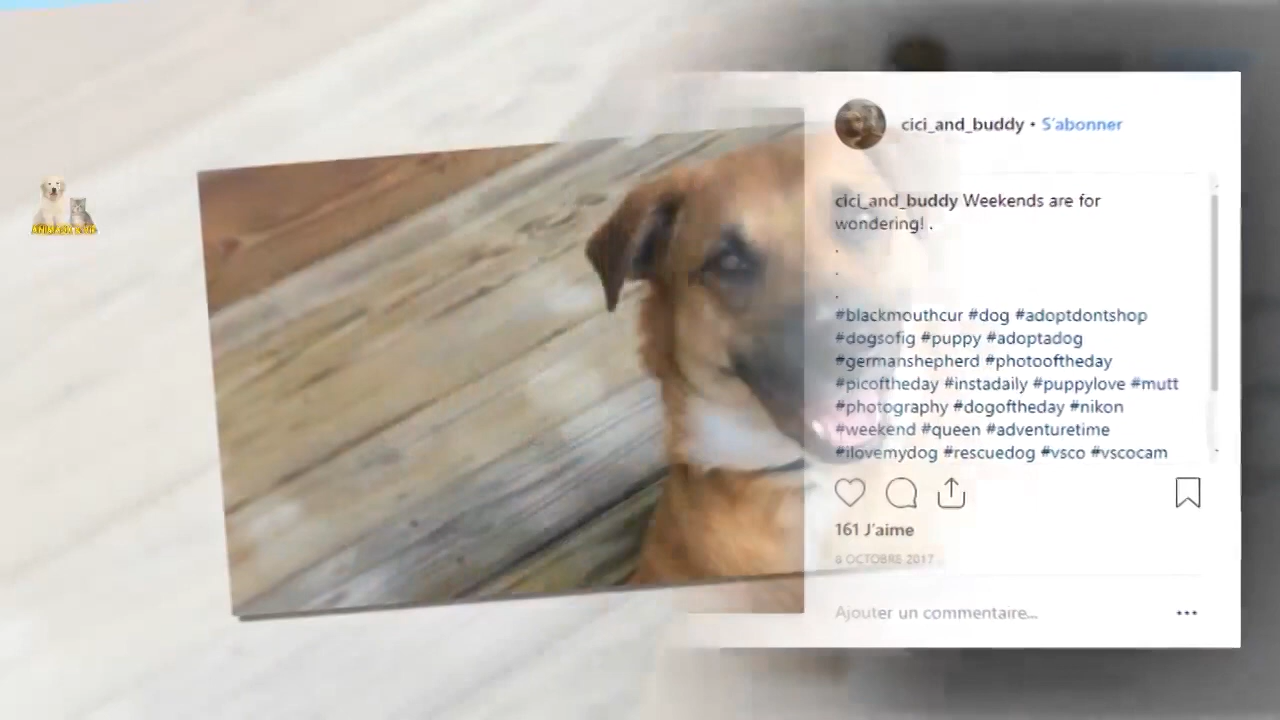 cici_and_buddy • S'abonner
cici_and_buddy Weekends are for
wondering! .
.
.
.
#blackmouthcur #dog #adoptdontshop
#dogsofig #puppy #adoptadog
#germanshepherd #photooftheday
#picoftheday #instadaily #puppylove #mutt
#photography #dogoftheday #nikon
#weekend #queen #adventuretime
#ilovemydog #rescuedog #vsco #vscocam
161 J'aime
8 OCTOBRE 2017
Ajouter un commentaire...